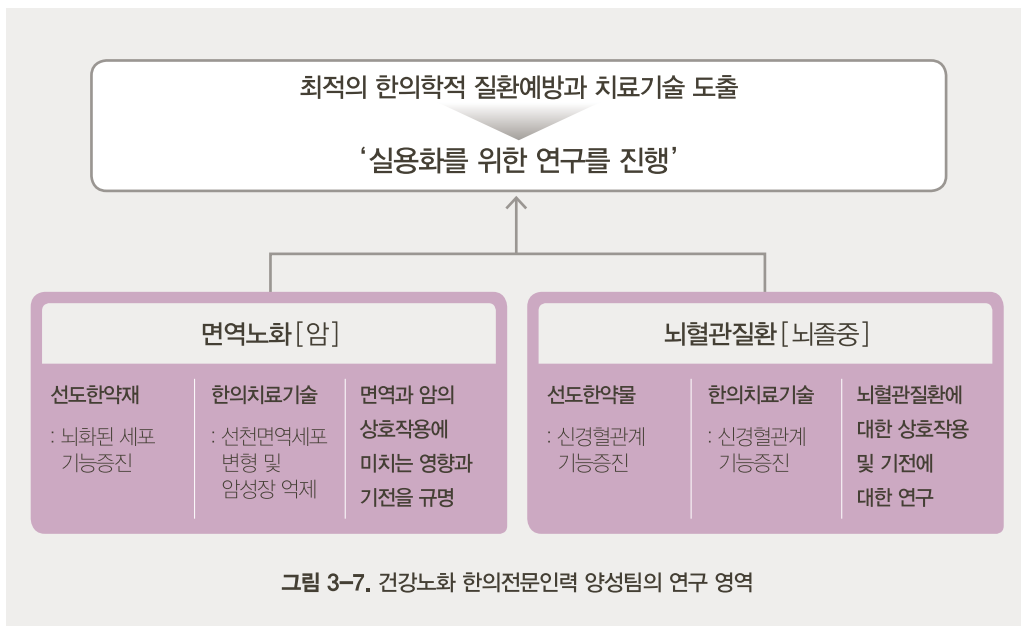 최적의 한의학적 질환예방과 치료기술 도출
‘실용화를 위한 연구를 진행’
면역노화[암]
선도한약재
: 뇌화된 세포
기능증진
한의치료기술
: 선천면역세포
변형 및
암성장 억제
면역과 암의
상호작용에
미치는 영향과
기전을 규명
뇌혈관질환[뇌졸중]
선도한약물
: 신경혈관계
기능증진
한의치료기술
: 신경혈관계
기능증진
뇌혈관질환에
대한 상호작용
및 기전에
대한 연구
그림 3-7. 건강노화 한의전문인력 양성팀의 연구 영역